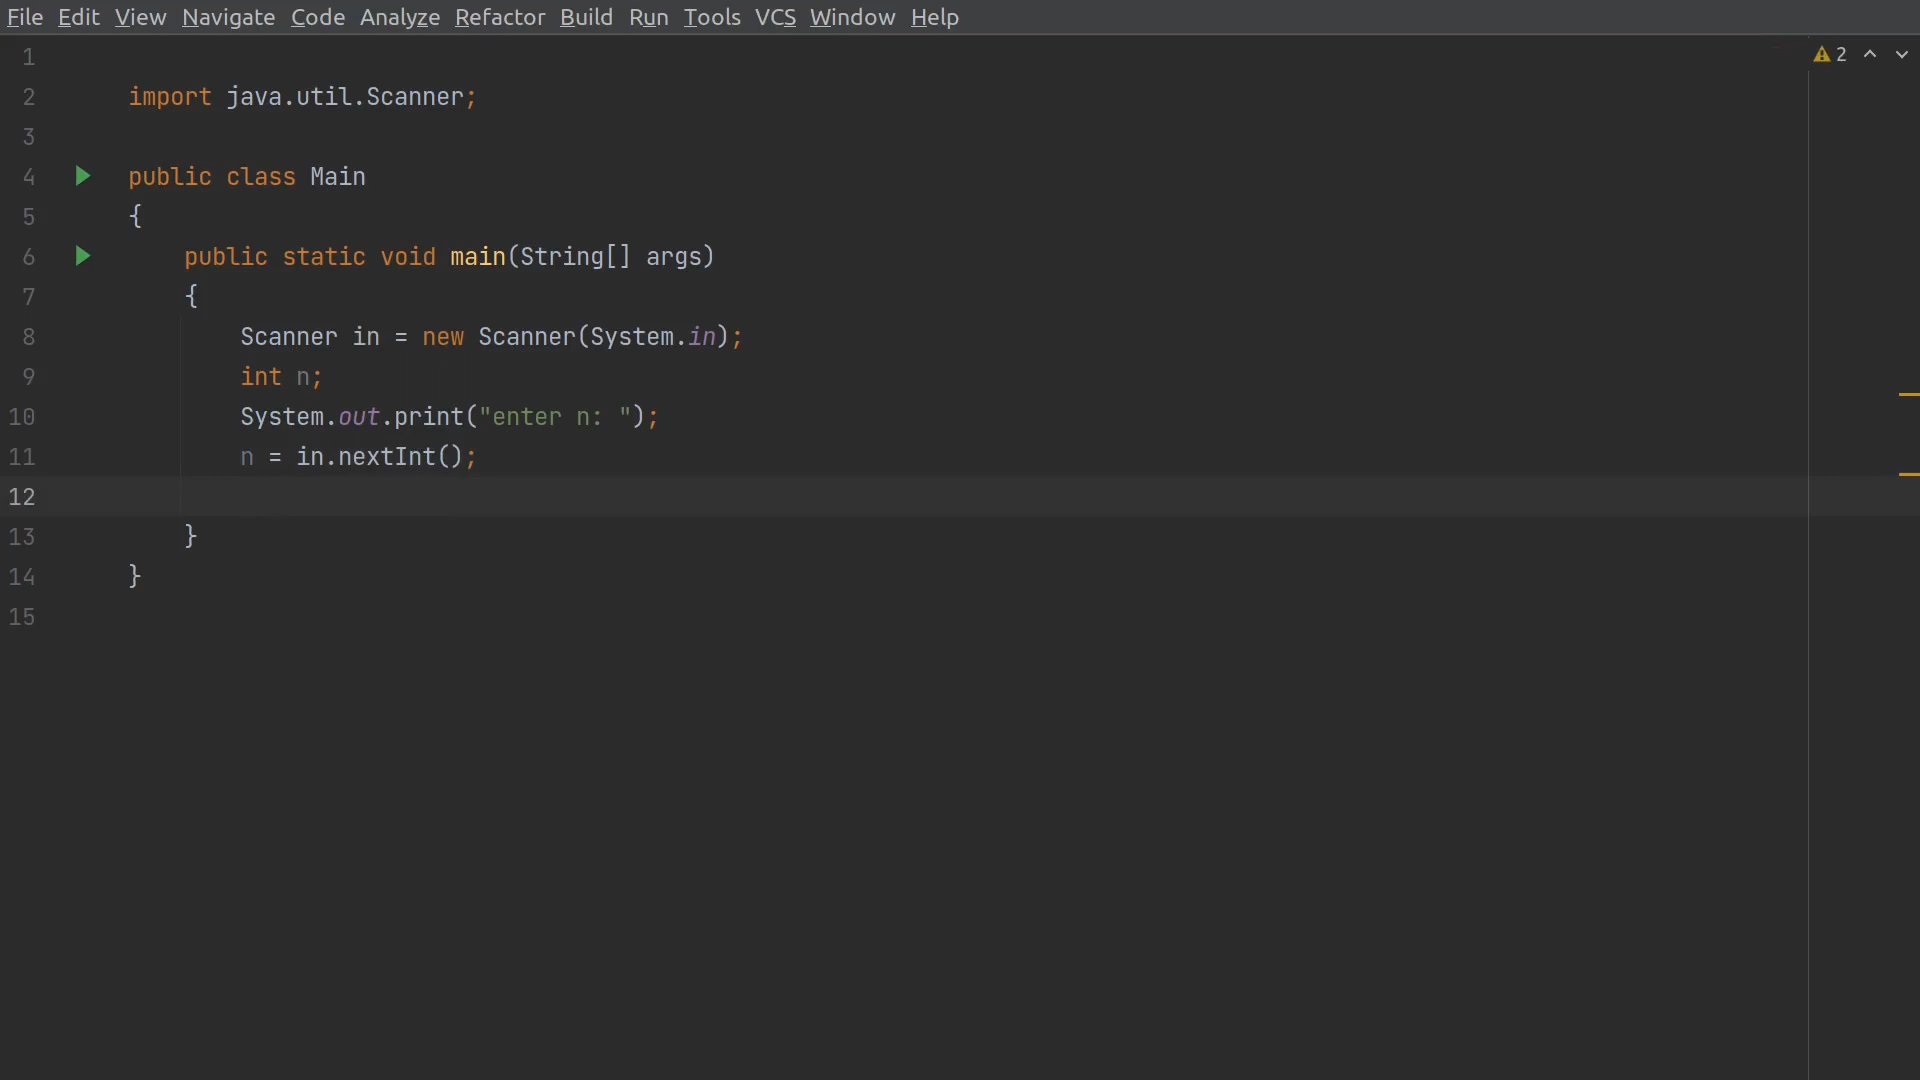 File Edit View Navigate Code Analyze Refactor Build Run Tools VCS Window Help
2
1
2 import java.util.Scanner;
3
4 public class Main
5 {
6 public static void main(String[] args)
7 {
8 Scanner in = new Scanner(System.in);
9 int n;
10 System.out.print("enter n: ");
11 n = in.nextInt();
12
13 }
14 }
15